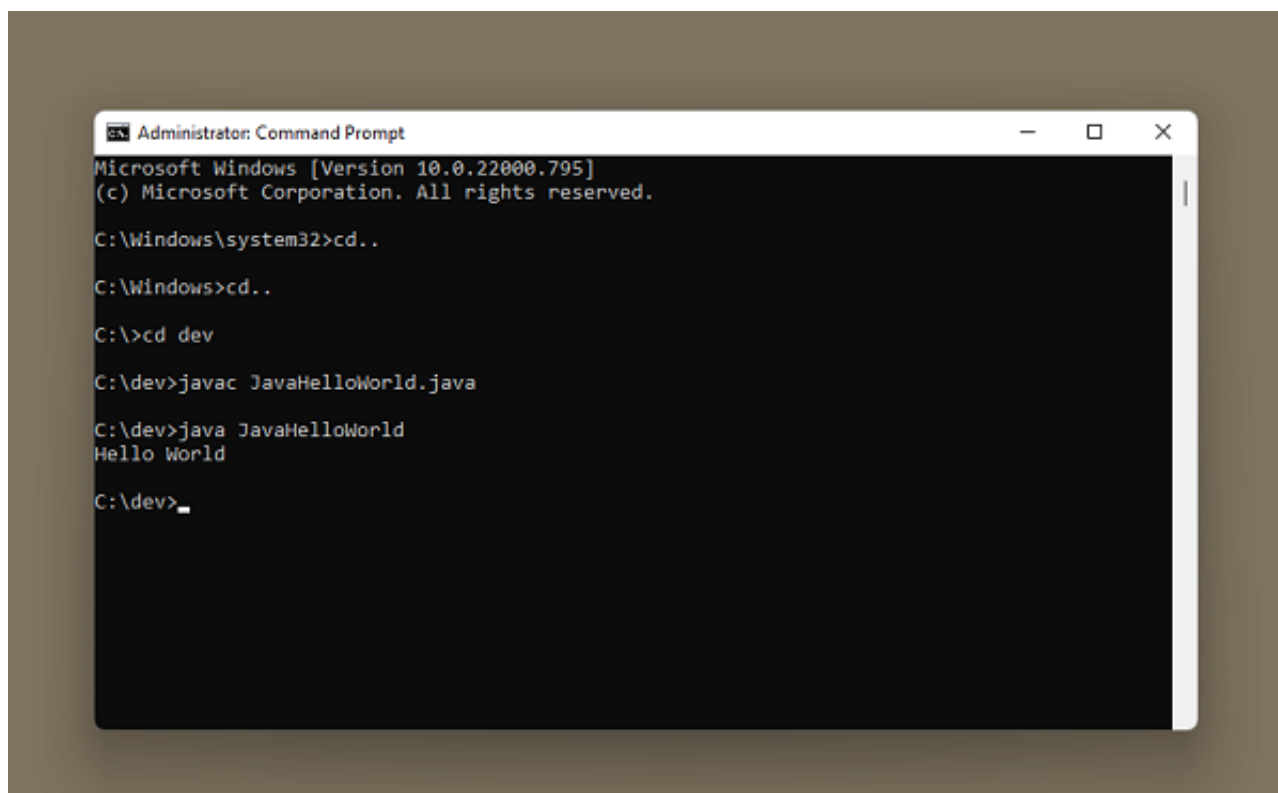 Administrator: Command Prompt
Microsoft Windows [Version 10.0.22000.795]
(c) Microsoft Corporation. All rights reserved.
C:\Windows\system32>cd..
C:\Windows>cd..
C:\>cd dev
C:\dev>javac JavaHelloWorld.java
C:\dev>java JavaHelloWorld
Hello World
C:\dev>